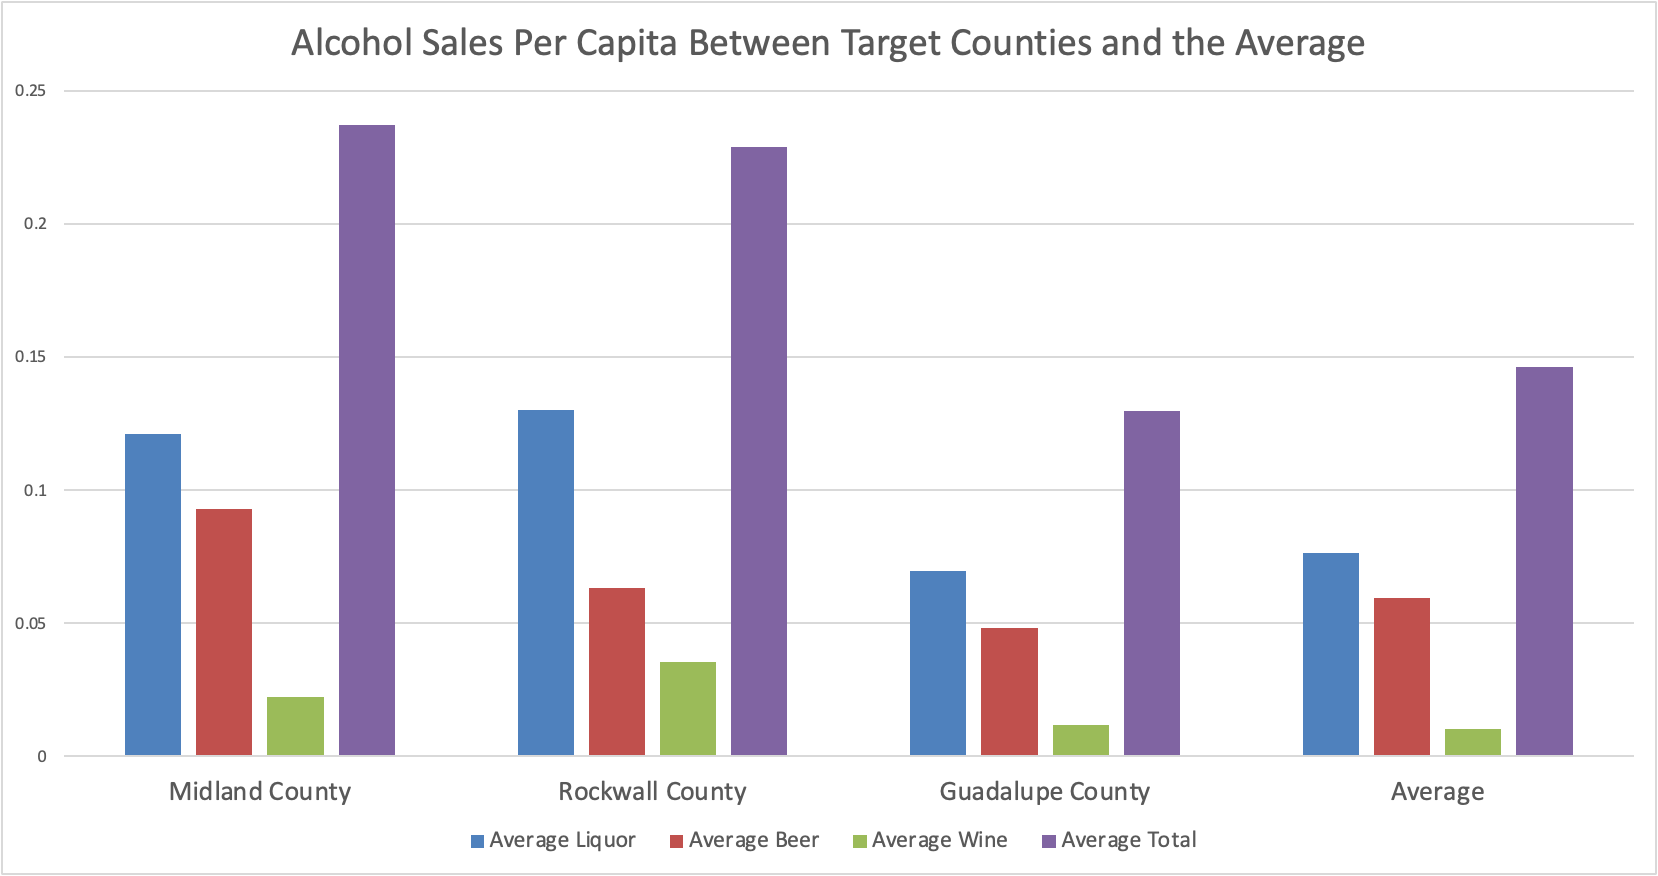 Alcohol Sales Per Capita Between Target Counties and the Average
0.25
0.2
0.15
0.1
0.05
0
Midland County Rockwall County Guadalupe County Average
Average Liquor Average Beer Average Wine Average Total